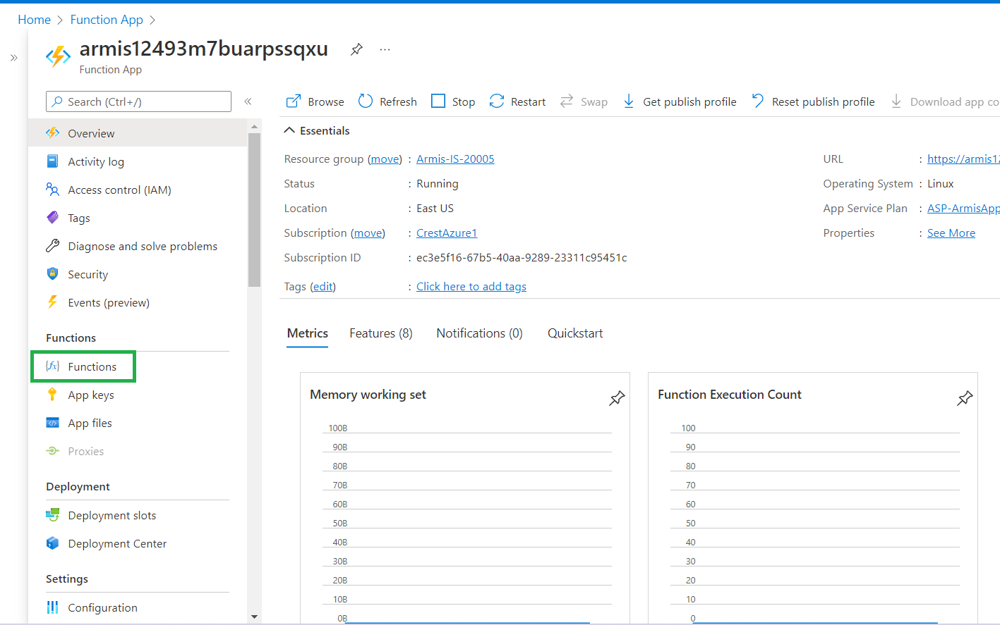 Home > Function App >
»
armis12493m7buarpssqxu ...
Function App
Search (Ctrl+/) «
Overview
Activity log
Access control (IAM)
Tags
Diagnose and solve problems
Security
Events (preview)
Functions
Functions
App keys
App files
Proxies
Deployment
Deployment slots
Deployment Center
Settings
Configuration
Browse Refresh Stop Restart Swap Get publish profile Reset publish profile Download app co
Essentials
Resource group (move) : Armis-IS-20005
Status : Running
Location : East US
Subscription (move) : CrestAzure1
Subscription ID : ec3e5f16-67b5-40aa-9289-23311c95451c
Tags (edit) : Click here to add tags
URL : https://armis12
Operating System : Linux
App Service Plan : ASP-ArmisApp
Properties : See More
Metrics Features (8) Notifications (0) Quickstart
Memory working set
100B
90B
80B
70B
60B
50B
40B
30B
20B
10B
0B
Function Execution Count
100
90
80
70
60
50
40
30
20
10
0